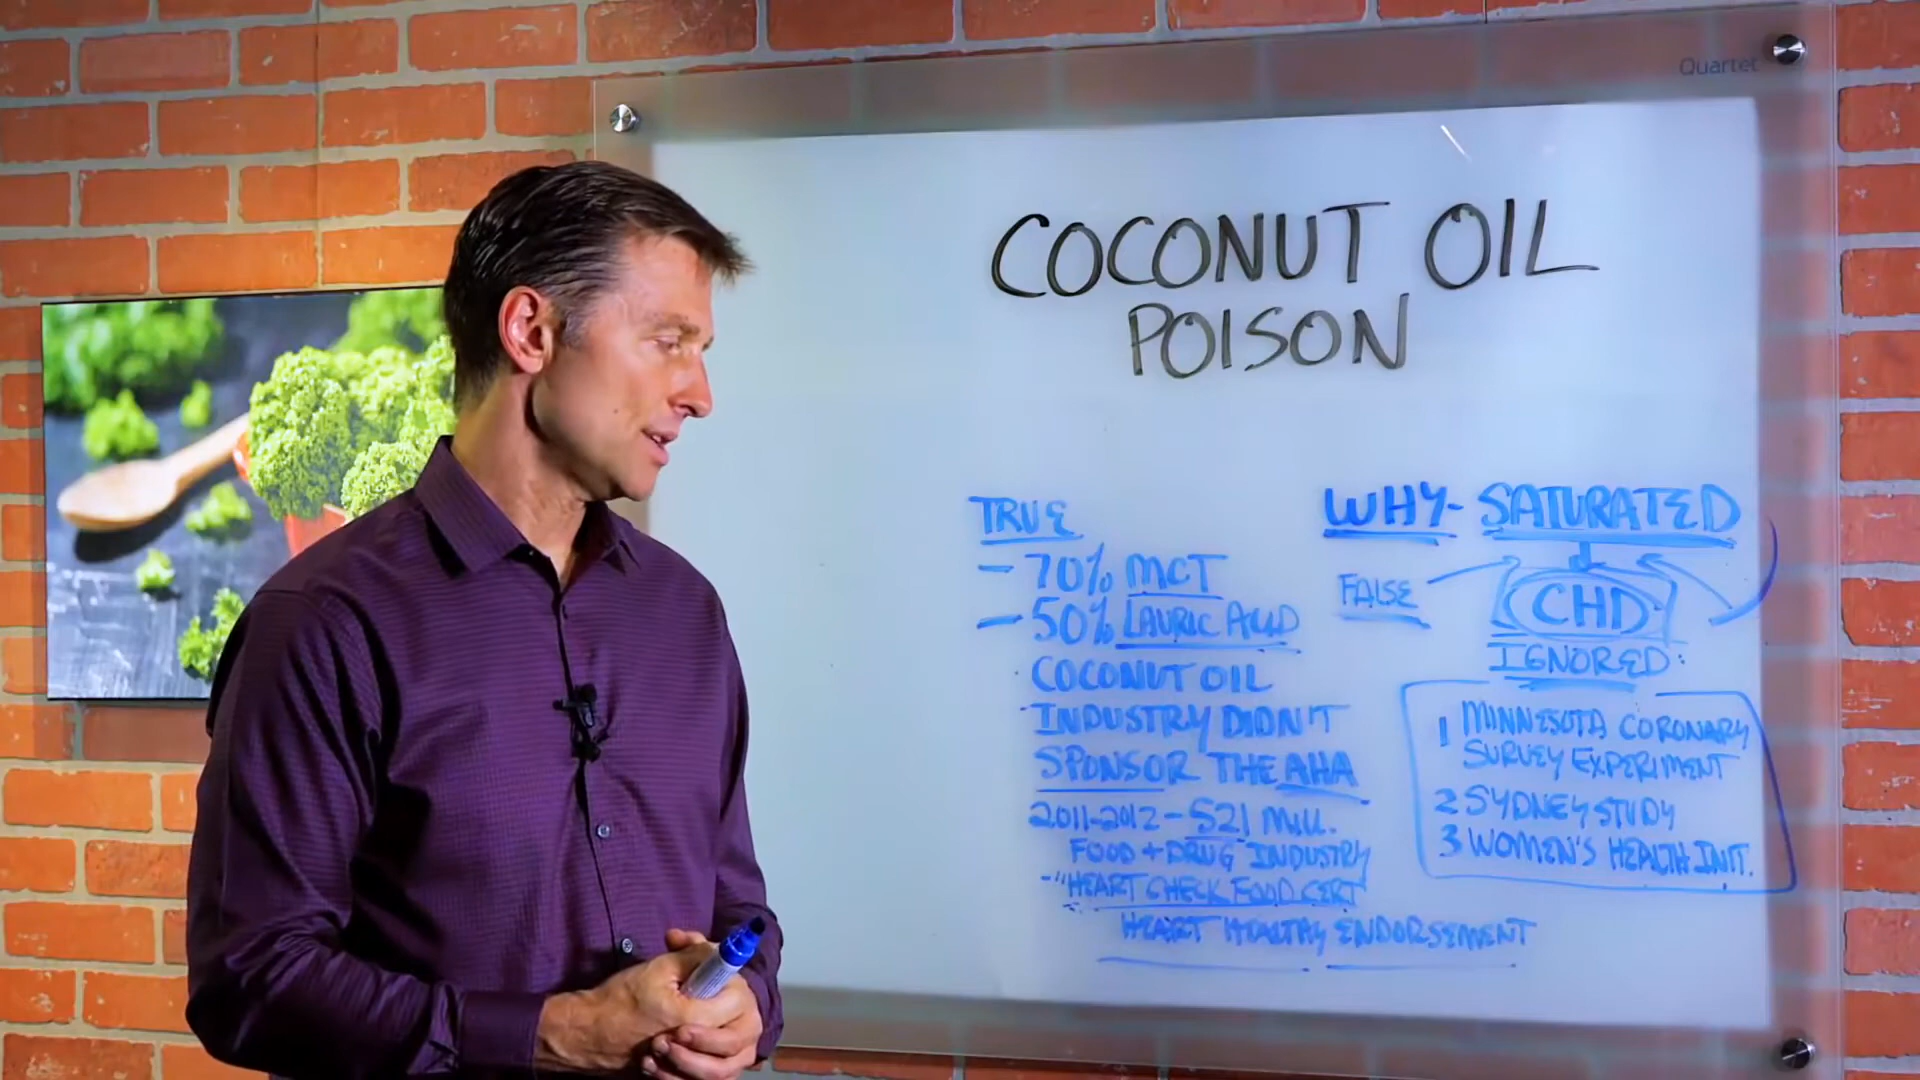 Quartet
COCONUT OIL
POISON
TRUE
- 70% MCT
- 50% LAURIC ACID
COCONUT OIL
INDUSTRY DIDN'T
SPONSOR THE AHA
2011-2012 - 521 MILL.
FOOD + DRUG INDUSTRY
- "HEART CHECK FOOD CERT
HEART HEALTHY ENDORSEMENT
WHY - SATURATED
FALSE
CHD
IGNORED:
1 MINNESOTA CORONARY
SURVEY EXPERIMENT
2 SYDNEY STUDY
3 WOMEN'S HEALTH INIT.